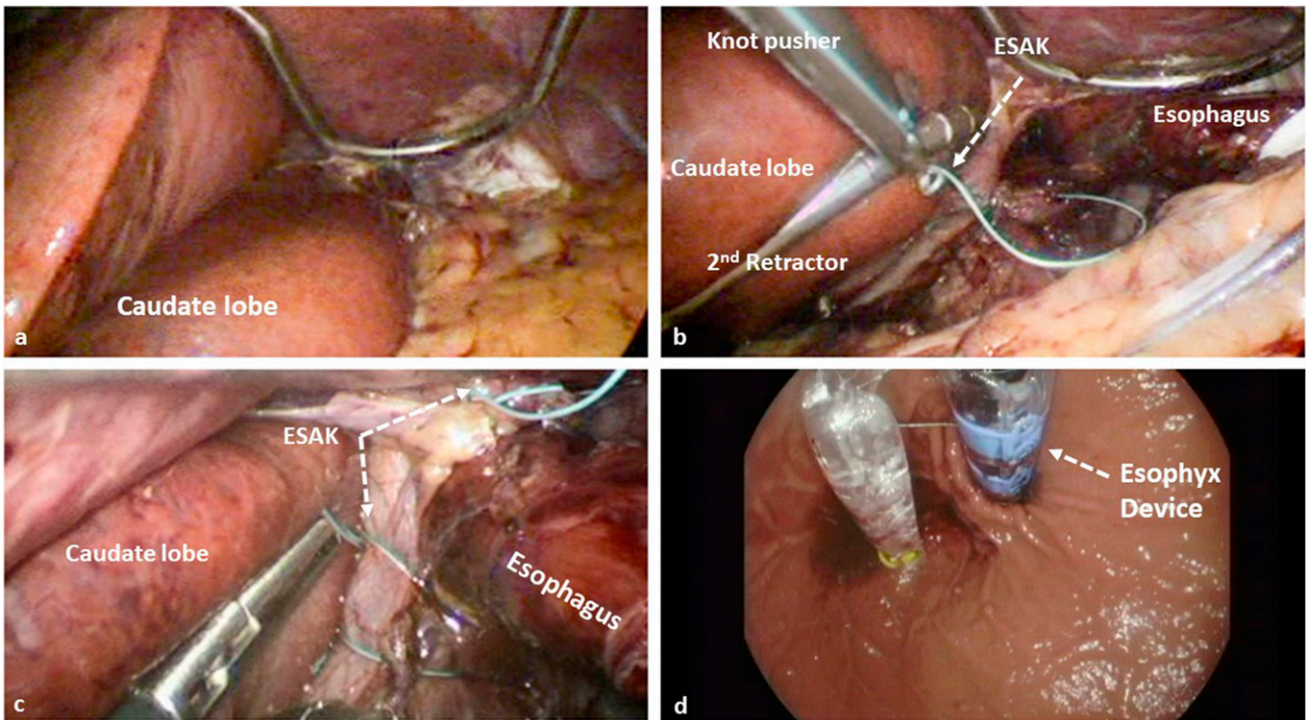 Caudate lobe
a
Knot pusher
ESAK
Esophagus
Caudate lobe
2nd Retractor
b
ESAK
Caudate lobe
Esophagus
c
Esophyx
Device
d